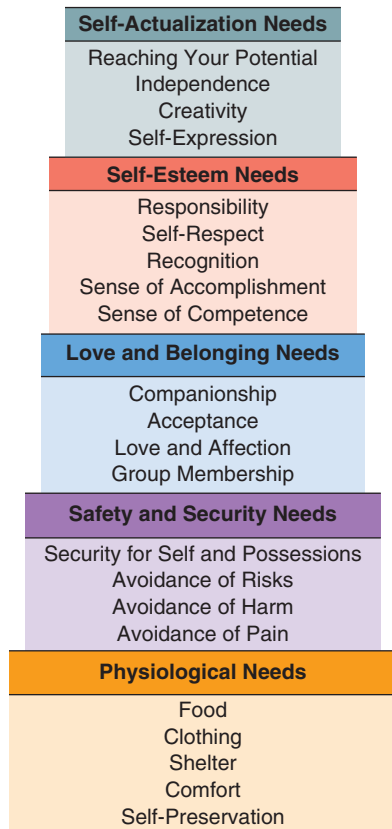 Self-Actualization Needs
Reaching Your Potential
Independence
Creativity
Self-Expression
Self-Esteem Needs
Responsibility
Self-Respect
Recognition
Sense of Accomplishment
Sense of Competence
Love and Belonging Needs
Companionship
Acceptance
Love and Affection
Group Membership
Safety and Security Needs
Security for Self and Possessions
Avoidance of Risks
Avoidance of Harm
Avoidance of Pain
Physiological Needs
Food
Clothing
Shelter
Comfort
Self-Preservation